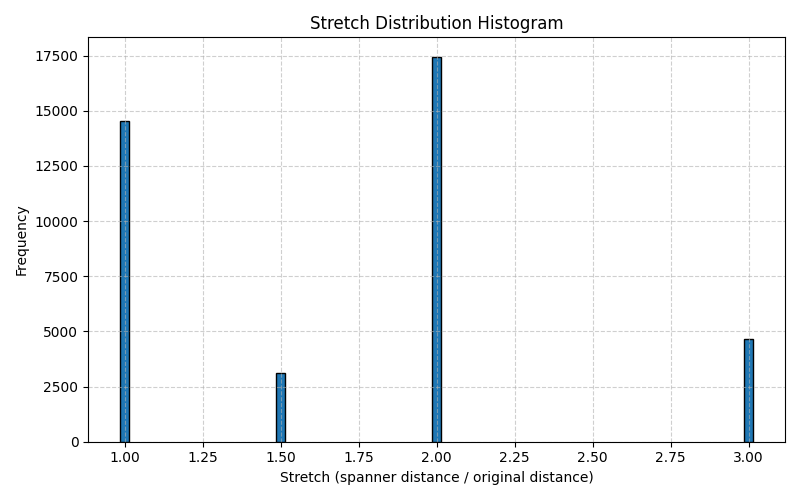 Stretch Distribution Histogram
17500
15000
12500
10000
7500
5000
2500
0
Frequency
1.00 1.25 1.50 1.75 2.00 2.25 2.50 2.75 3.00
Stretch (spanner distance / original distance)